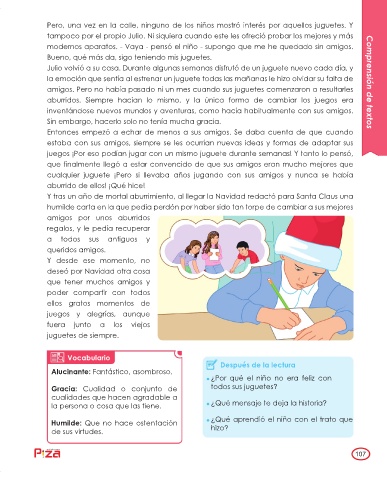 Pero, una vez en la calle, ninguno de los niños mostró interés por aquellos juguetes. Y
tampoco por el propio Julio. Ni siquiera cuando este les ofreció probar los mejores y más
modernos aparatos. - Vaya - pensó el niño - supongo que me he quedado sin amigos.
Bueno, qué más da, sigo teniendo mis juguetes.
Julio volvió a su casa. Durante algunas semanas disfrutó de un juguete nuevo cada día, y
la emoción que sentía al estrenar un juguete todas las mañanas le hizo olvidar su falta de
amigos. Pero no había pasado ni un mes cuando sus juguetes comenzaron a resultarles
aburridos. Siempre hacían lo mismo, y la única forma de cambiar los juegos era
inventándose nuevos mundos y aventuras, como hacía habitualmente con sus amigos.
Sin embargo, hacerlo solo no tenía mucha gracia.
Entonces empezó a echar de menos a sus amigos. Se daba cuenta de que cuando
estaba con sus amigos, siempre se les ocurrían nuevas ideas y formas de adaptar sus
juegos ¡Por eso podían jugar con un mismo juguete durante semanas! Y tanto lo pensó,
que finalmente llegó a estar convencido de que sus amigos eran mucho mejores que
cualquier juguete ¡Pero si llevaba años jugando con sus amigos y nunca se había
aburrido de ellos! ¡Qué hice!
Y tras un año de mortal aburrimiento, al llegar la Navidad redactó para Santa Claus una
humilde carta en la que pedía perdón por haber sido tan torpe de cambiar a sus mejores
amigos por unos aburridos
regalos, y le pedía recuperar
a todos sus antiguos y
queridos amigos.
Y desde ese momento, no
deseó por Navidad otra cosa
que tener muchos amigos y
poder compartir con todos
ellos gratos momentos de
juegos y alegrías, aunque
fuera junto a los viejos
juguetes de siempre.
Comprensión de textos
Vocabulario
Alucinante: Fantástico, asombroso.
Gracia: Cualidad o conjunto de
cualidades que hacen agradable a
la persona o cosa que las tiene.
Humilde: Que no hace ostentación
de sus virtudes.
Después de la lectura
¿Por qué el niño no era feliz con
todos sus juguetes?
¿Qué mensaje te deja la historia?
¿Qué aprendió el niño con el trato que
hizo?
Pizza
107